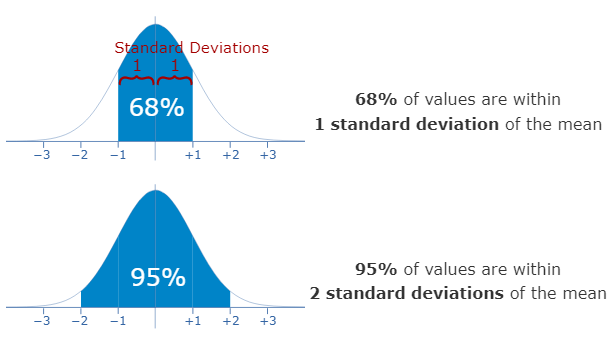 Standard Deviations
1 1
68%
−3 −2 −1 +1 +2 +3
68% of values are within
1 standard deviation of the mean
95%
−3 −2 −1 +1 +2 +3
95% of values are within
2 standard deviations of the mean